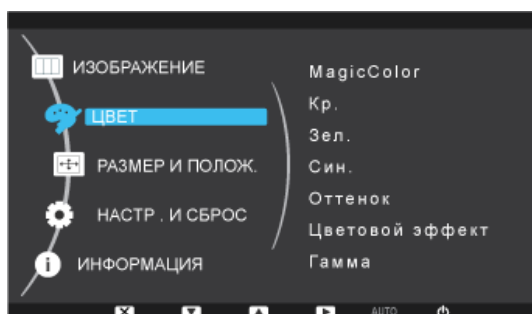 ИЗОБРАЖЕНИЕ
ЦВЕТ
РАЗМЕР И ПОЛОЖ.
НАСТР . И СБРОС
ИНФОРМАЦИЯ
MagicColor
Кр.
Зел.
Син.
Оттенок
Цветовой эффект
Гамма
AUTO